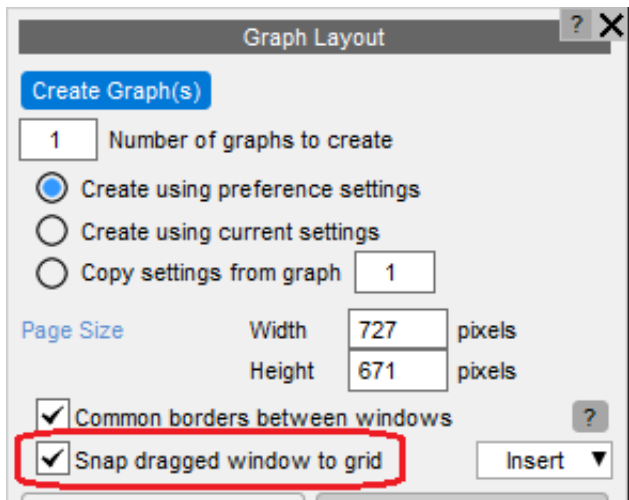 Graph Layout ?
Create Graph(s)
1 Number of graphs to create
Create using preference settings
Create using current settings
Copy settings from graph 1
Page Size Width 727 pixels
Height 671 pixels
Common borders between windows ?
Snap dragged window to grid Insert